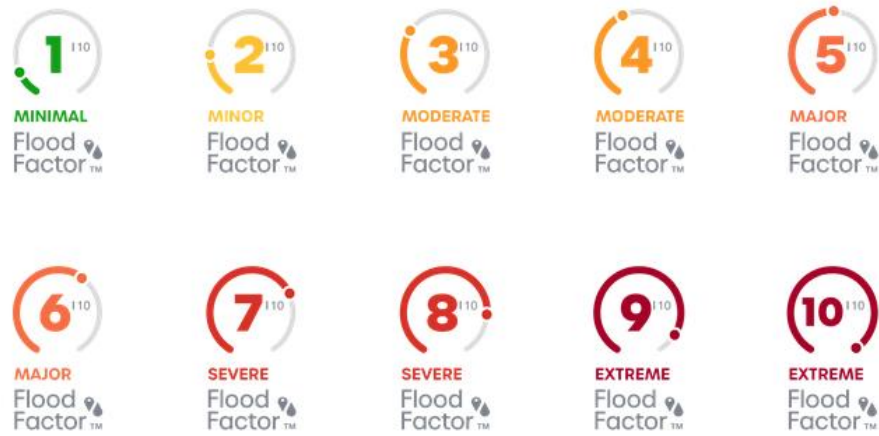 1 |10
MINIMAL
Flood
Factor™
2 |10
MINOR
Flood
Factor™
3 |10
MODERATE
Flood
Factor™
4 |10
MODERATE
Flood
Factor™
5 |10
MAJOR
Flood
Factor™
6 |10
MAJOR
Flood
Factor™
7 |10
SEVERE
Flood
Factor™
8 |10
SEVERE
Flood
Factor™
9 |10
EXTREME
Flood
Factor™
10 |10
EXTREME
Flood
Factor™